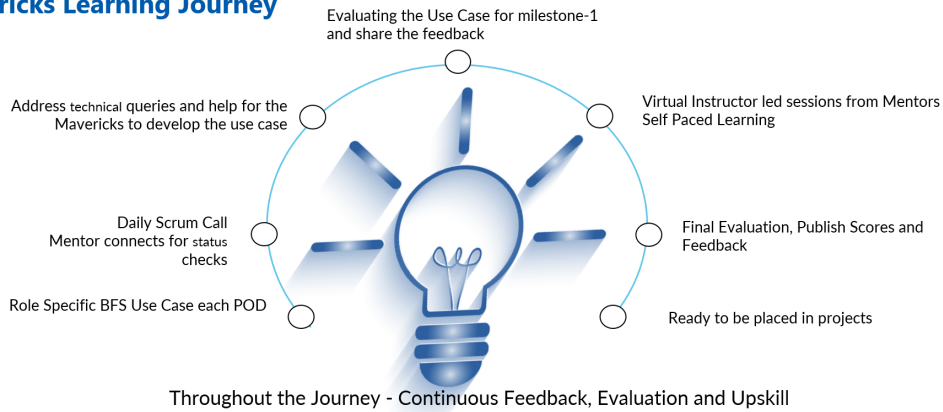 ricks Learning Journey
Evaluating the Use Case for milestone-1
and share the feedback
Address technical queries and help for the
Mavericks to develop the use case
Virtual Instructor led sessions from Mentors
Self Paced Learning
Daily Scrum Call
Mentor connects for status
checks
Final Evaluation, Publish Scores and
Feedback
Role Specific BFS Use Case each POD
Ready to be placed in projects
Throughout the Journey - Continuous Feedback, Evaluation and Upskill